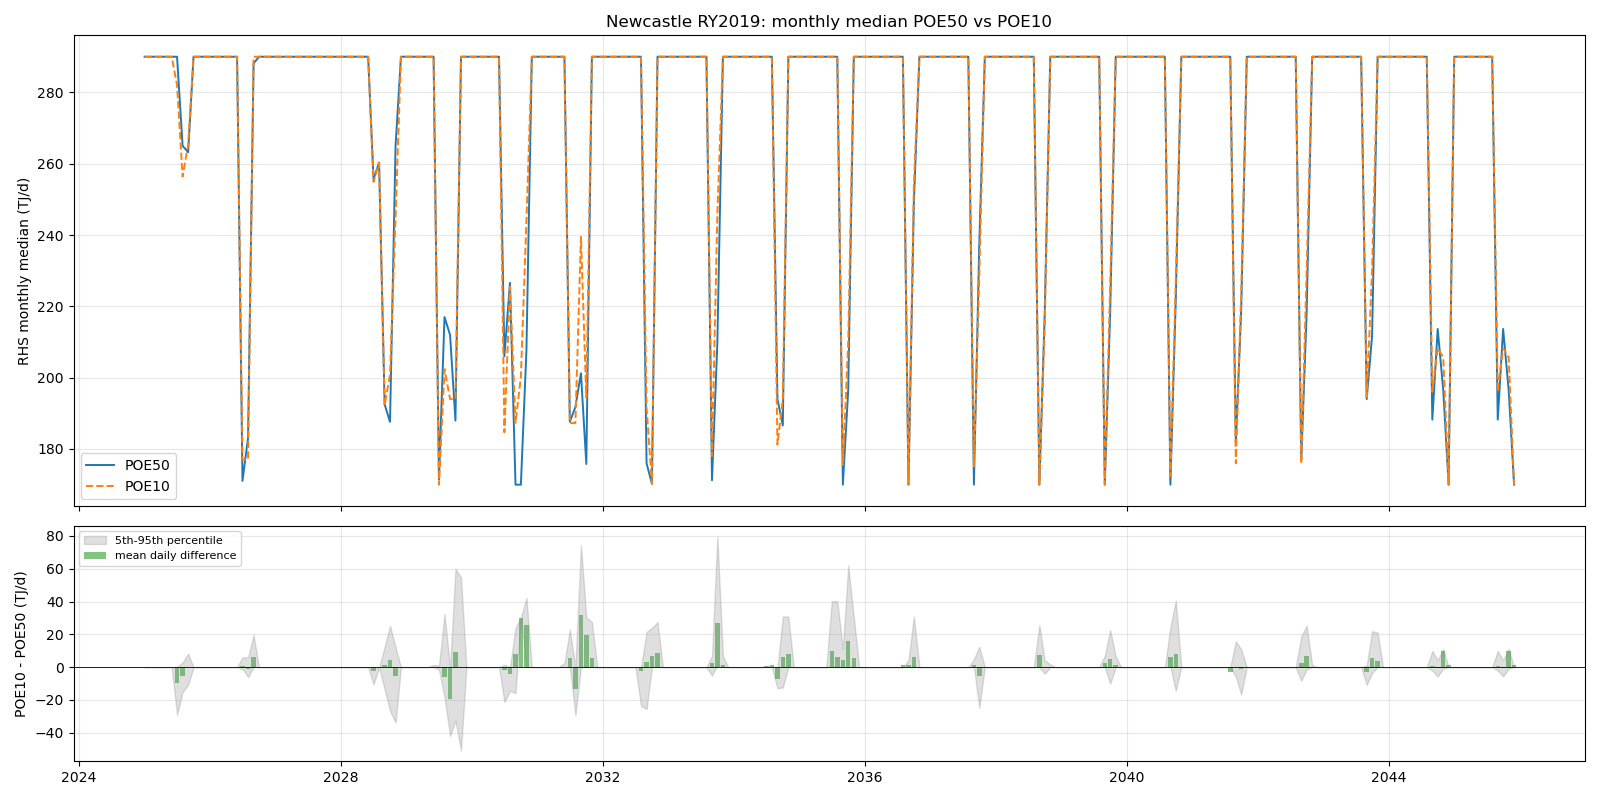 Newcastle RY2019: monthly median POE50 vs POE10
RHS monthly median (TJ/d)
280
260
240
220
200
180
POE50
POE10
POE10 - POE50 (TJ/d)
80
60
40
20
0
−20
−40
5th-95th percentile
mean daily difference
2024
2028
2032
2036
2040
2044